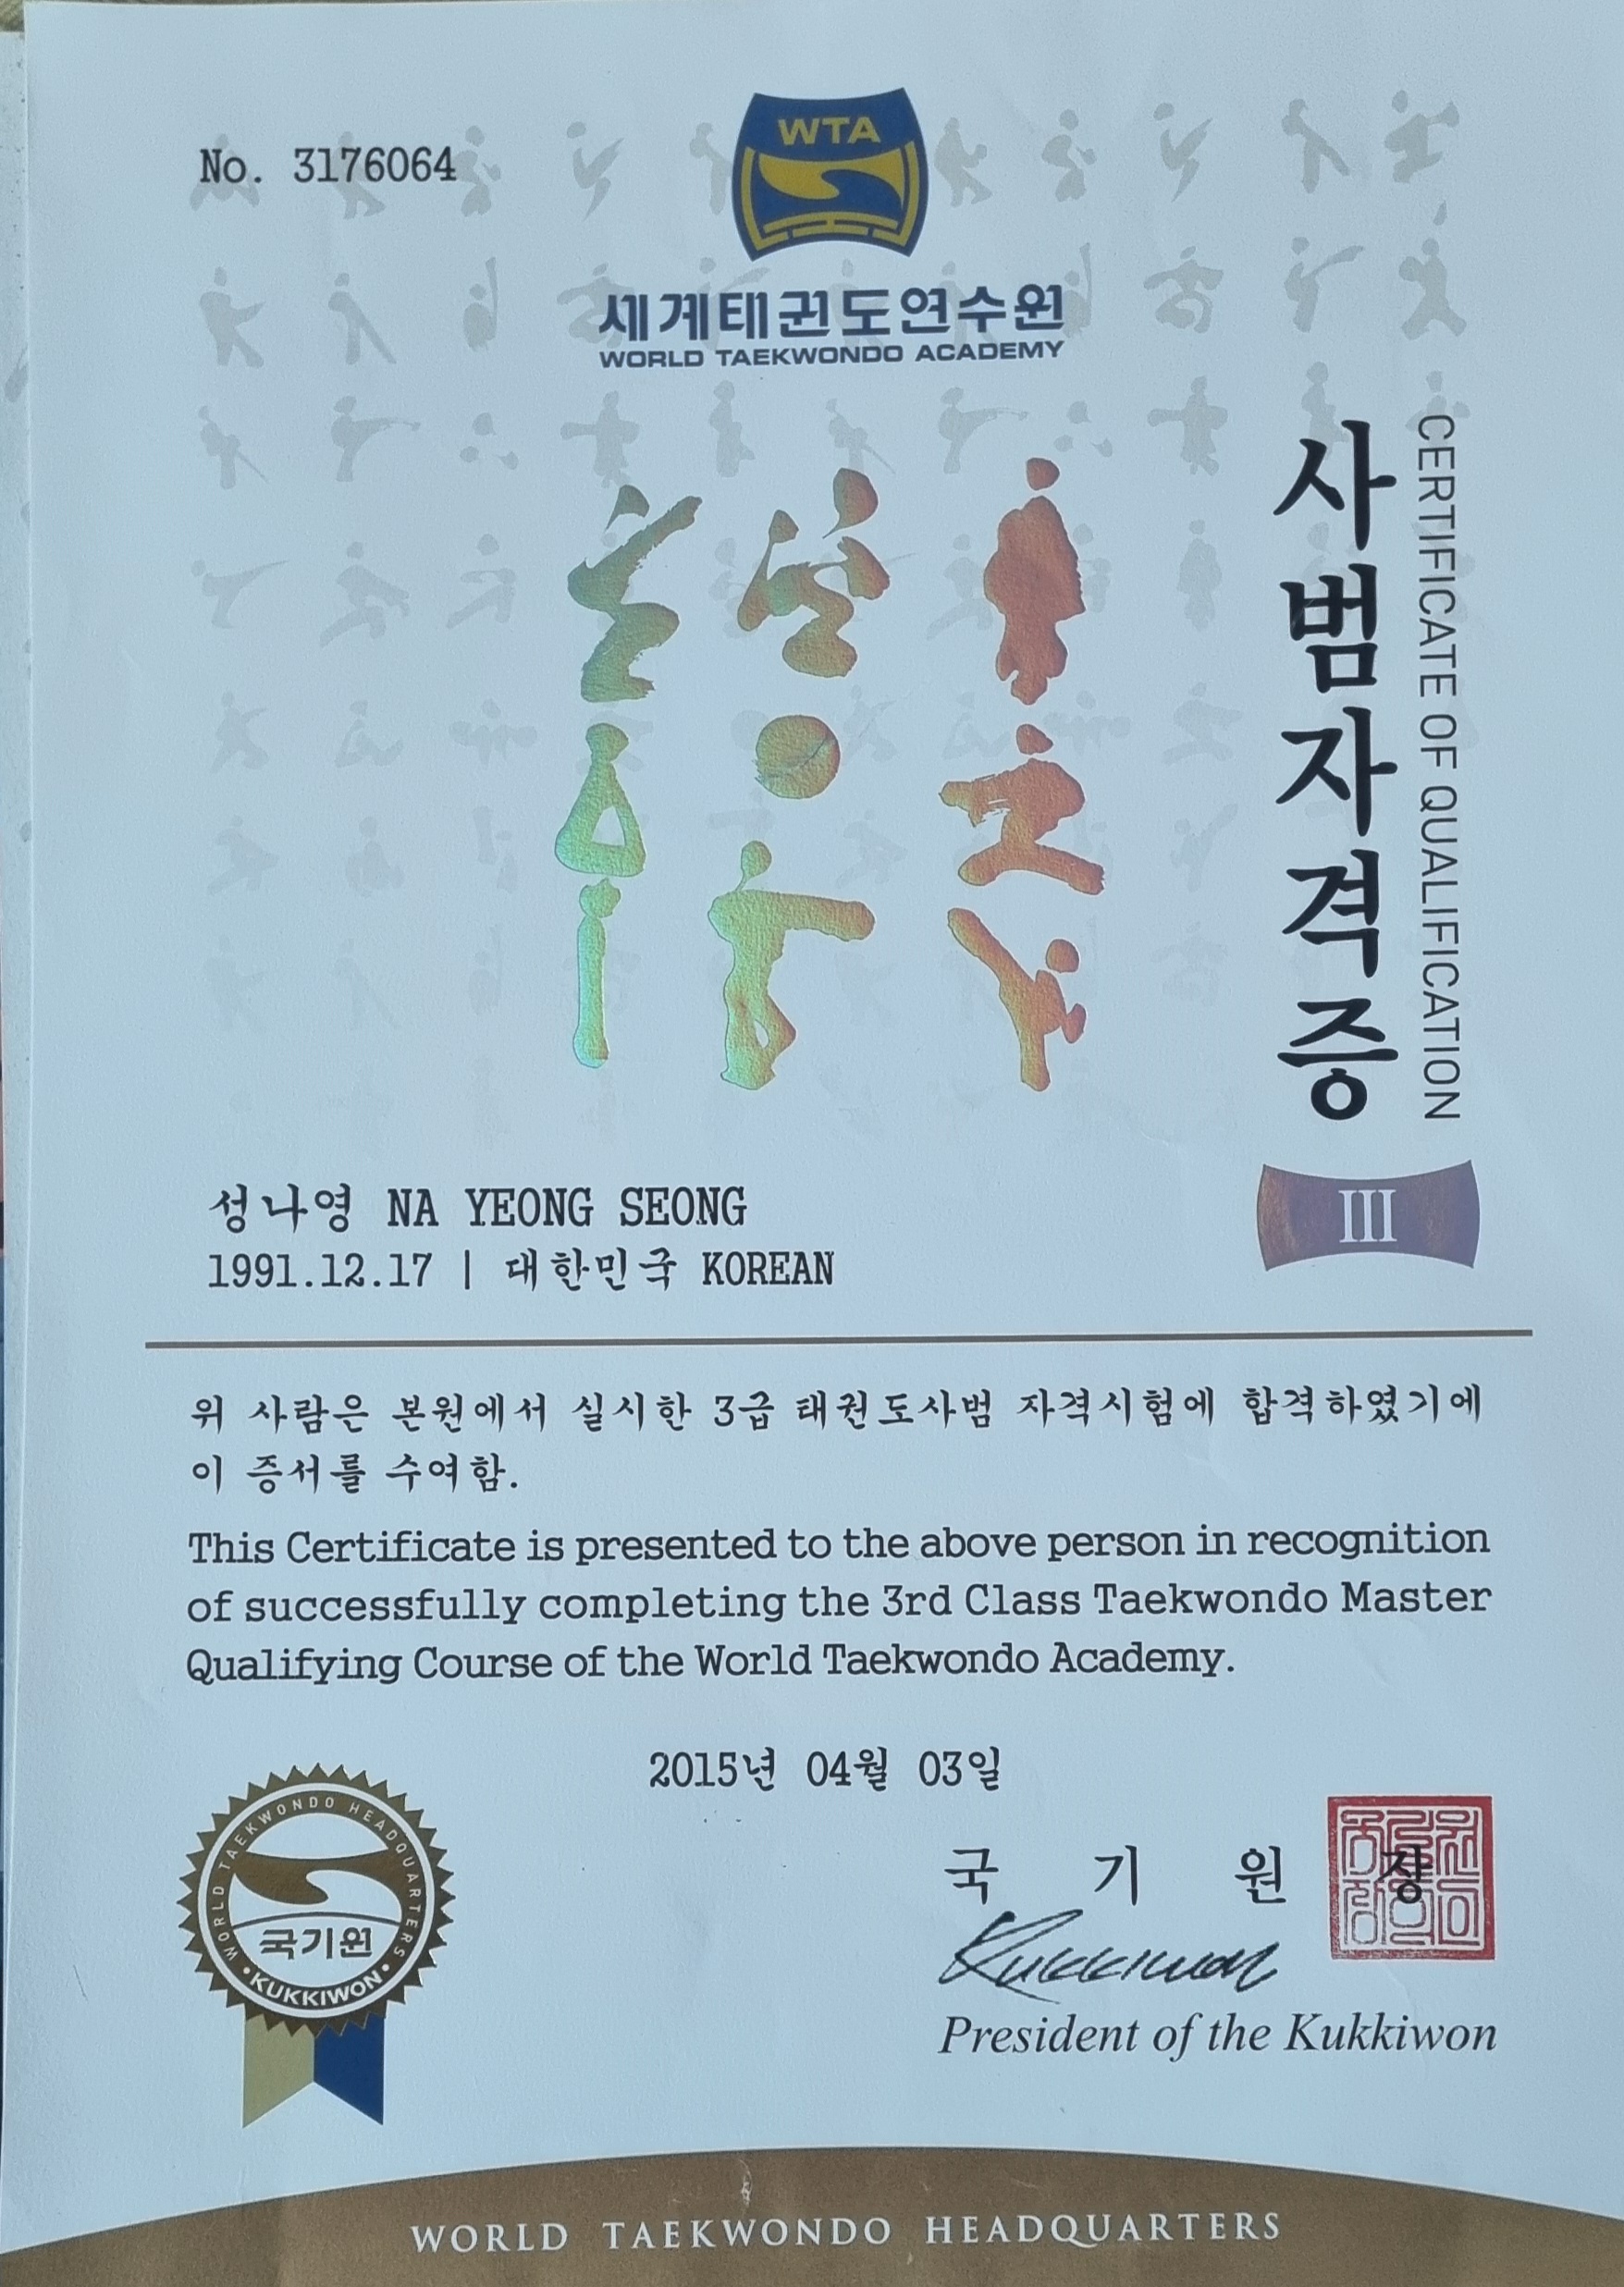 No. 3176064
WTA
세계태권도연수원
WORLD TAEKWONDO ACADEMY
사범자격증
CERTIFICATE OF QUALIFICATION
III
성나영 NA YEONG SEONG
1991.12.17 | 대한민국 KOREAN
위 사람은 본원에서 실시한 3급 태권도사범 자격시험에 합격하였기에
이 증서를 수여함.
This Certificate is presented to the above person in recognition
of successfully completing the 3rd Class Taekwondo Master
Qualifying Course of the World Taekwondo Academy.
2015년 04월 03일
국 기 원 장
Kukkiwon
President of the Kukkiwon
WORLD TAEKWONDO HEADQUARTERS
국기원
• KUKKIWON •
WORLD TAEKWONDO HEADQUARTERS